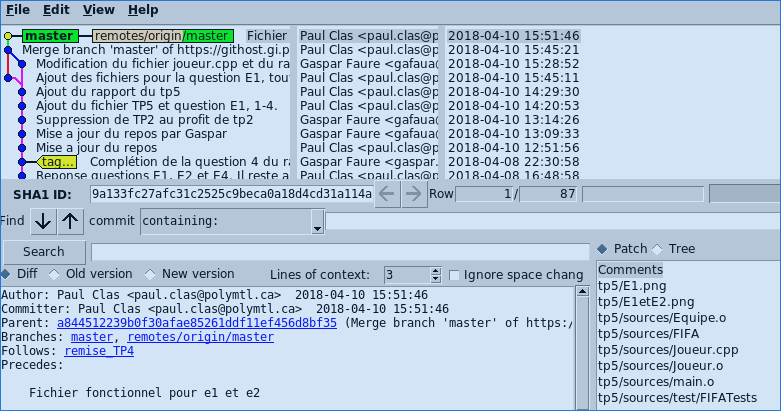 File Edit View Help
master remotes/origin/master Fichier Paul Clas <paul.clas@p 2018-04-10 15:51:46
Merge branch 'master' of https://githost.gi.p Paul Clas <paul.clas@p 2018-04-10 15:45:21
Modification du fichier joueur.cpp et du ra Gaspar Faure <gafaua@ 2018-04-10 15:28:52
Ajout des fichiers pour la question E1, tou Paul Clas <paul.clas@p 2018-04-10 15:45:11
Ajout du rapport du tp5 Paul Clas <paul.clas@p 2018-04-10 14:29:30
Ajout du fichier TP5 et question E1, 1-4. Paul Clas <paul.clas@p 2018-04-10 14:20:53
Suppression de TP2 au profit de tp2 Gaspar Faure <gafaua@ 2018-04-10 13:14:26
Mise a jour du repos par Gaspar Gaspar Faure <gafaua@ 2018-04-10 13:09:33
Mise a jour du repos Paul Clas <paul.clas@p 2018-04-10 12:51:56
tag... Complétion de la question 4 du ra Gaspar Faure <gaspar. 2018-04-08 22:30:58
Reponse questions E1, E2 et E4. Il reste a Gaspar Faure <gafaua@ 2018-04-08 16:48:58
SHA1 ID: 9a133fc27afc31c2525c9beca0a18d4cd31a114a Row 1 / 87
Find commit containing:
Search
Patch Tree
Diff Old version New version Lines of context: 3 Ignore space chang
Author: Paul Clas <paul.clas@polymtl.ca> 2018-04-10 15:51:46
Committer: Paul Clas <paul.clas@polymtl.ca> 2018-04-10 15:51:46
Parent: a844512239b0f30afae85261ddf11ef456d8bf35 (Merge branch 'master' of https:/
Branches: master, remotes/origin/master
Follows: remise_TP4
Precedes:
Fichier fonctionnel pour e1 et e2
Comments
tp5/E1.png
tp5/E1etE2.png
tp5/sources/Equipe.o
tp5/sources/FIFA
tp5/sources/Joueur.cpp
tp5/sources/Joueur.o
tp5/sources/main.o
tp5/sources/test/FIFATests